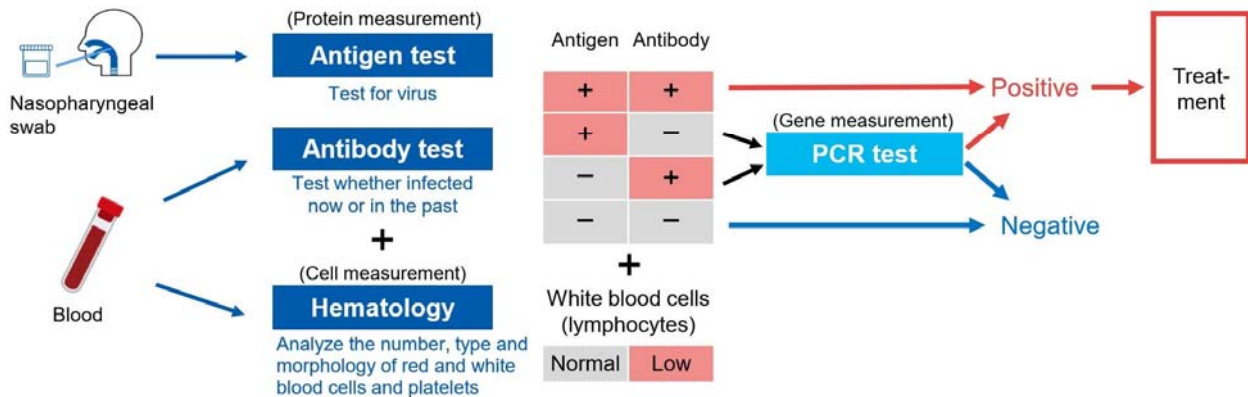 Nasopharyngeal
swab
Blood
(Protein measurement)
Antigen test
Test for virus
Antibody test
Test whether infected
now or in the past
+
(Cell measurement)
Hematology
Analyze the number, type and
morphology of red and white
blood cells and platelets
Antigen Antibody
+ +
+ −
− +
− −
+
White blood cells
(lymphocytes)
Normal Low
(Gene measurement)
PCR test
Positive
Negative
Treat-
ment